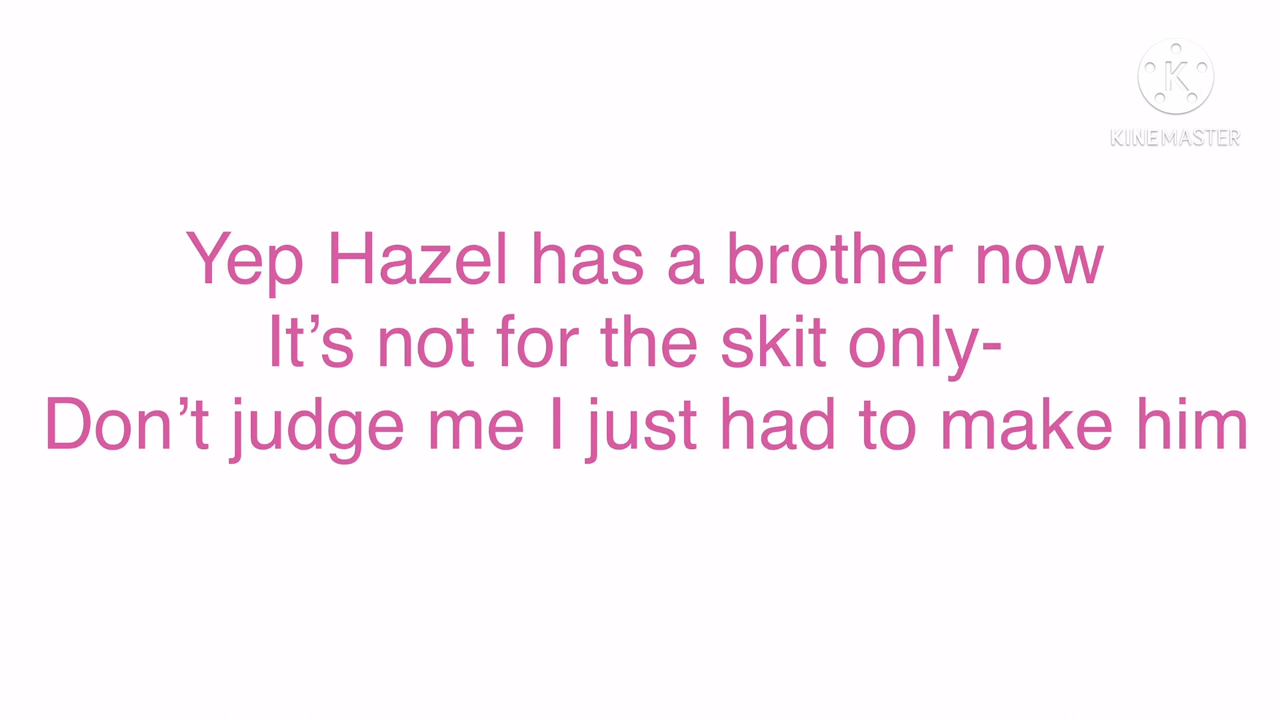 K
KINEMASTER
Yep Hazel has a brother now
It’s not for the skit only-
Don’t judge me I just had to make him